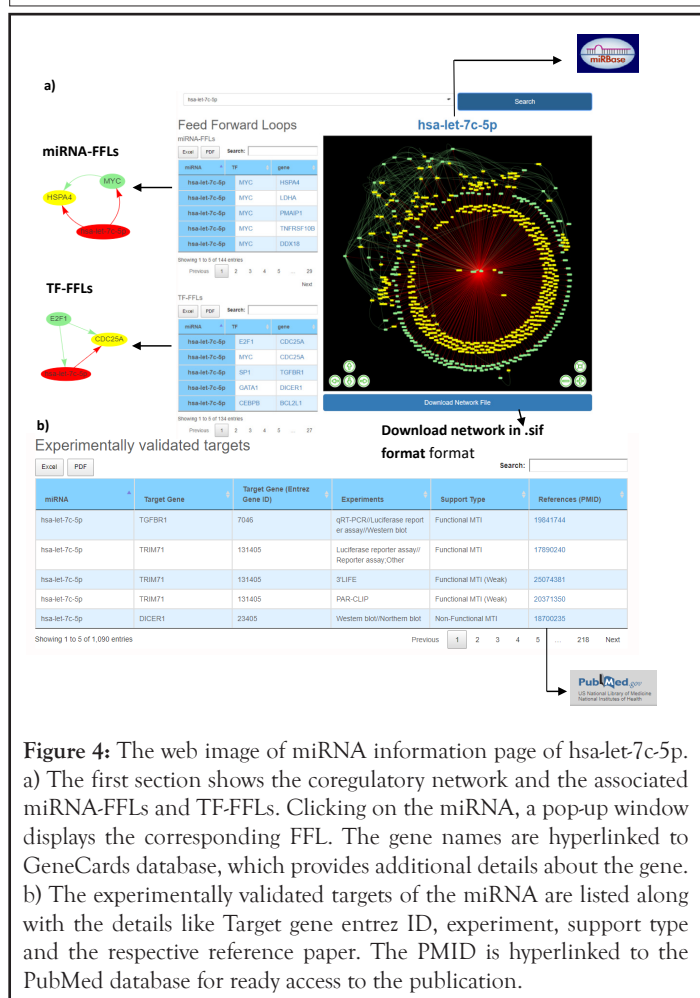 miRBase
a)
hsa-let-7c-5p
Search
Feed Forward Loops
hsa-let-7c-5p
miRNA-FFLs
Excel PDF Search:
miRNA TF gene
hsa-let-7c-5p MYC HSPA4
hsa-let-7c-5p MYC LDHA
hsa-let-7c-5p MYC PMAIP1
hsa-let-7c-5p MYC TNFRSF10B
hsa-let-7c-5p MYC DDX18
Showing 1 to 5 of 144 entries
Previous 1 2 3 4 5 ... 29
Next
miRNA-FFLs
MYC
HSPA4
hsa-let-7c-5p
TF-FFLs
Excel PDF Search:
miRNA TF gene
hsa-let-7c-5p E2F1 CDC25A
hsa-let-7c-5p MYC CDC25A
hsa-let-7c-5p SP1 TGFBR1
hsa-let-7c-5p GATA1 DICER1
hsa-let-7c-5p CEBPB BCL2L1
Showing 1 to 5 of 134 entries
Previous 1 2 3 4 5 ... 27
TF-FFLs
E2F1
CDC25A
Download Network File
Download network in .sif
format format
b)
Experimentally validated targets
Excel PDF
Search:
miRNA Target Gene Target Gene (Entrez
Gene ID) Experiments Support Type References (PMID)
hsa-let-7c-5p TGFBR1 7046 qRT-PCR//Luciferase report
er assay//Western blot Functional MTI 19841744
hsa-let-7c-5p TRIM71 131405 Luciferase reporter assay//
Reporter assay;Other Functional MTI 17890240
hsa-let-7c-5p TRIM71 131405 3'LIFE Functional MTI (Weak) 25074381
hsa-let-7c-5p TRIM71 131405 PAR-CLIP Functional MTI (Weak) 20371350
hsa-let-7c-5p DICER1 23405 Western blot//Northern blot Non-Functional MTI 18700235
Showing 1 to 5 of 1,090 entries
Previous 1 2 3 4 5 ... 218 Next
PubMed.gov
US National Library of Medicine
National Institutes of Health
Figure 4: The web image of miRNA information page of hsa-let-7c-5p.
a) The first section shows the coregulatory network and the associated
miRNA-FFLs and TF-FFLs. Clicking on the miRNA, a pop-up window
displays the corresponding FFL. The gene names are hyperlinked to
GeneCards database, which provides additional details about the gene.
b) The experimentally validated targets of the miRNA are listed along
with the details like Target gene entrez ID, experiment, support type
and the respective reference paper. The PMID is hyperlinked to the
PubMed database for ready access to the publication.